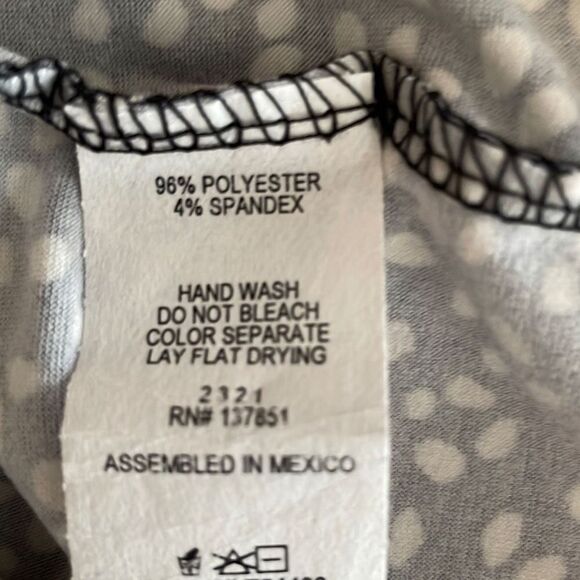 96% POLYESTER
4% SPANDEX
HAND WASH
DO NOT BLEACH
COLOR SEPARATE
LAY FLAT DRYING
2321
RN# 137851
ASSEMBLED IN MEXICO